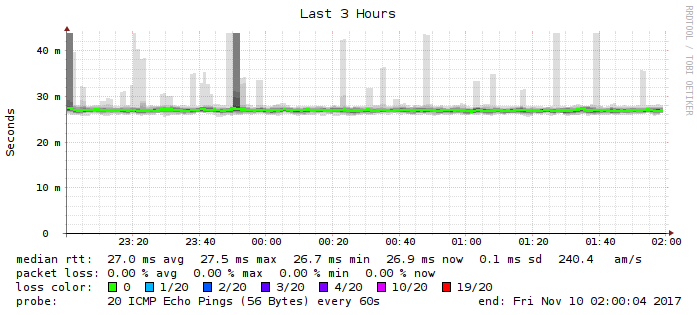 Last 3 Hours
RRDTOOL / TOBI OETIKER
Seconds
40 m
30 m
20 m
10 m
0
23:20 23:40 00:00 00:20 00:40 01:00 01:20 01:40 02:00
median rtt: 27.0 ms avg 27.5 ms max 26.7 ms min 26.9 ms now 0.1 ms sd 240.4 am/s
packet loss: 0.00 % avg 0.00 % max 0.00 % min 0.00 % now
loss color: 0 1/20 2/20 3/20 4/20 10/20 19/20
probe: 20 ICMP Echo Pings (56 Bytes) every 60s end: Fri Nov 10 02:00:04 2017